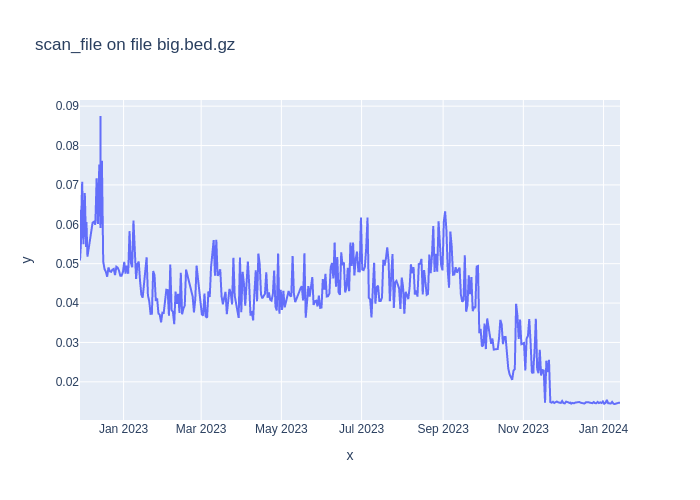 scan_file on file big.bed.gz
y
0.09
0.08
0.07
0.06
0.05
0.04
0.03
0.02
Jan 2023
Mar 2023
May 2023
Jul 2023
Sep 2023
Nov 2023
Jan 2024
x